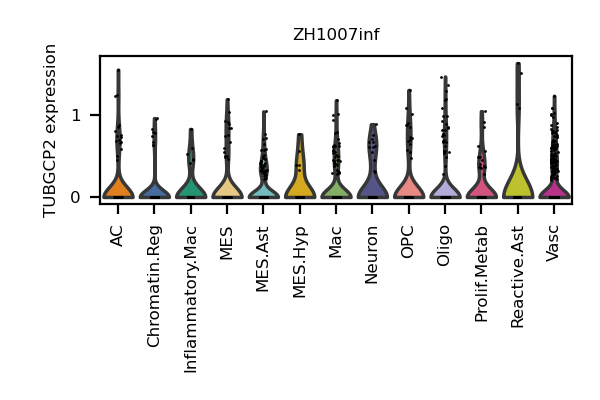 ZH1007inf
TUBGCP2 expression
1
0
AC
Chromatin.Reg
Inflammatory.Mac
MES
MES.Ast
MES.Hyp
Mac
Neuron
OPC
Oligo
Prolif.Metab
Reactive.Ast
Vasc